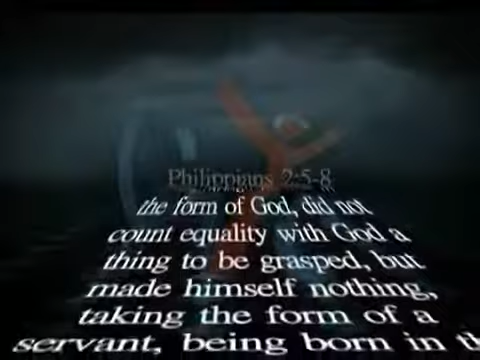 Philippians 2:5-8
the form of God, did not
count equality with God a
thing to be grasped, but
made himself nothing,
taking the form of a
servant, being born in th